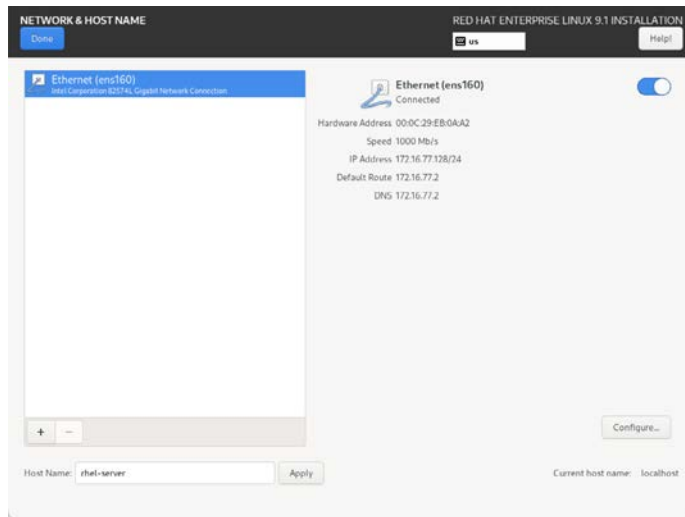 NETWORK & HOST NAME
RED HAT ENTERPRISE LINUX 9.1 INSTALLATION
Done
us
Help!
Ethernet (ens160)
Intel Corporation 82574L Gigabit Network Connection
Ethernet (ens160)
Connected
Hardware Address 00:0C:29:EB:0A:A2
Speed 1000 Mb/s
IP Address 172.16.77.128/24
Default Route 172.16.77.2
DNS 172.16.77.2
+ −
Configure...
Host Name: rhel-server
Apply
Current host name: localhost